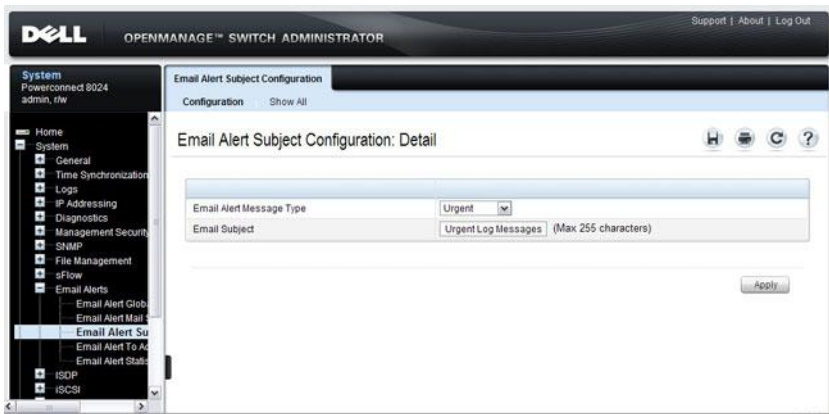 Support | About | Log Out
DELL
OPENMANAGE™ SWITCH ADMINISTRATOR
System
Powerconnect 8024
admin, r/w
Home
System
General
Time Synchronization
Logs
IP Addressing
Diagnostics
Management Security
SNMP
File Management
sFlow
Email Alerts
Email Alert Globa
Email Alert Mail S
Email Alert Su
Email Alert To Ad
Email Alert Statis
ISDP
iSCSI
Email Alert Subject Configuration
Configuration
Show All
Email Alert Subject Configuration: Detail
H
C
?
Email Alert Message Type
Urgent
Email Subject
Urgent Log Messages (Max 255 characters)
Apply